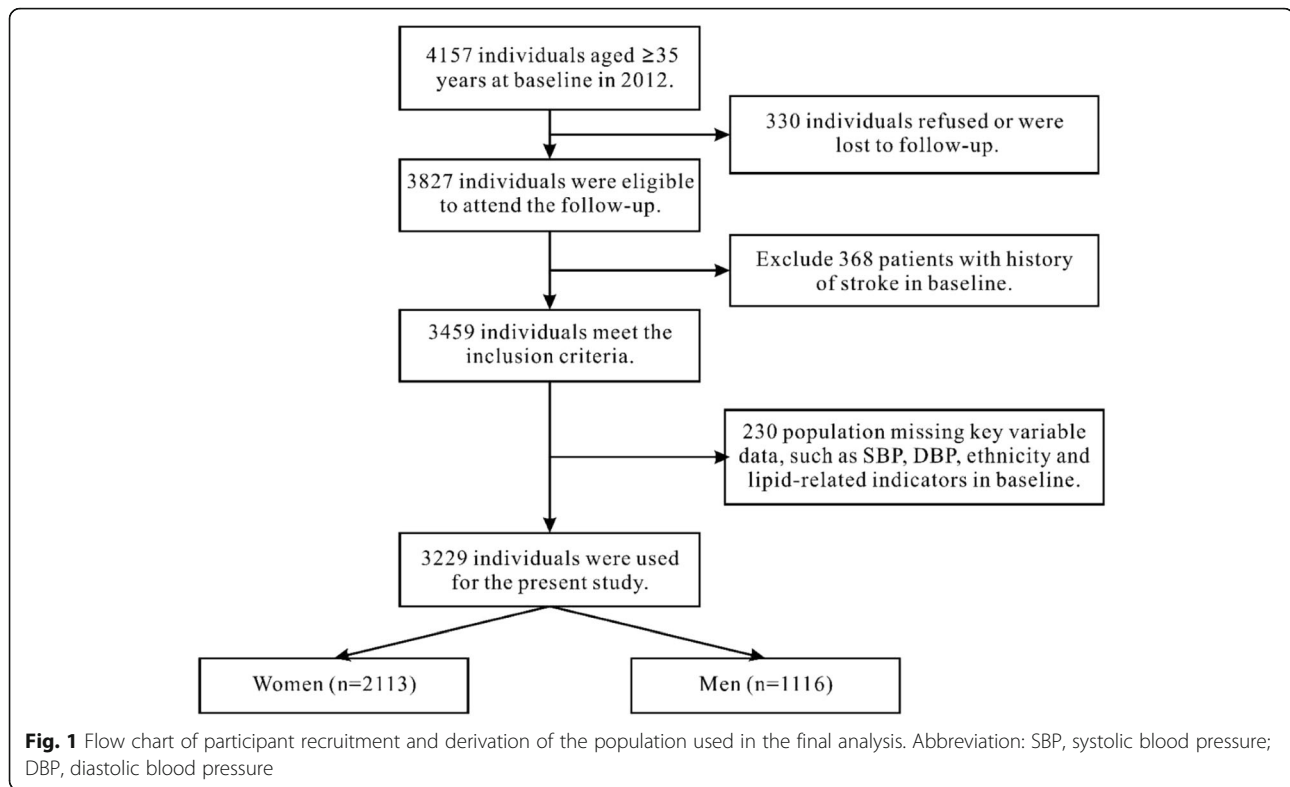 4157 individuals aged ≥35
years at baseline in 2012.
330 individuals refused or were
lost to follow-up.
3827 individuals were eligible
to attend the follow-up.
Exclude 368 patients with history
of stroke in baseline.
3459 individuals meet the
inclusion criteria.
230 population missing key variable
data, such as SBP, DBP, ethnicity and
lipid-related indicators in baseline.
3229 individuals were used
for the present study.
Women (n=2113)
Men (n=1116)
Fig. 1 Flow chart of participant recruitment and derivation of the population used in the final analysis. Abbreviation: SBP, systolic blood pressure;
DBP, diastolic blood pressure